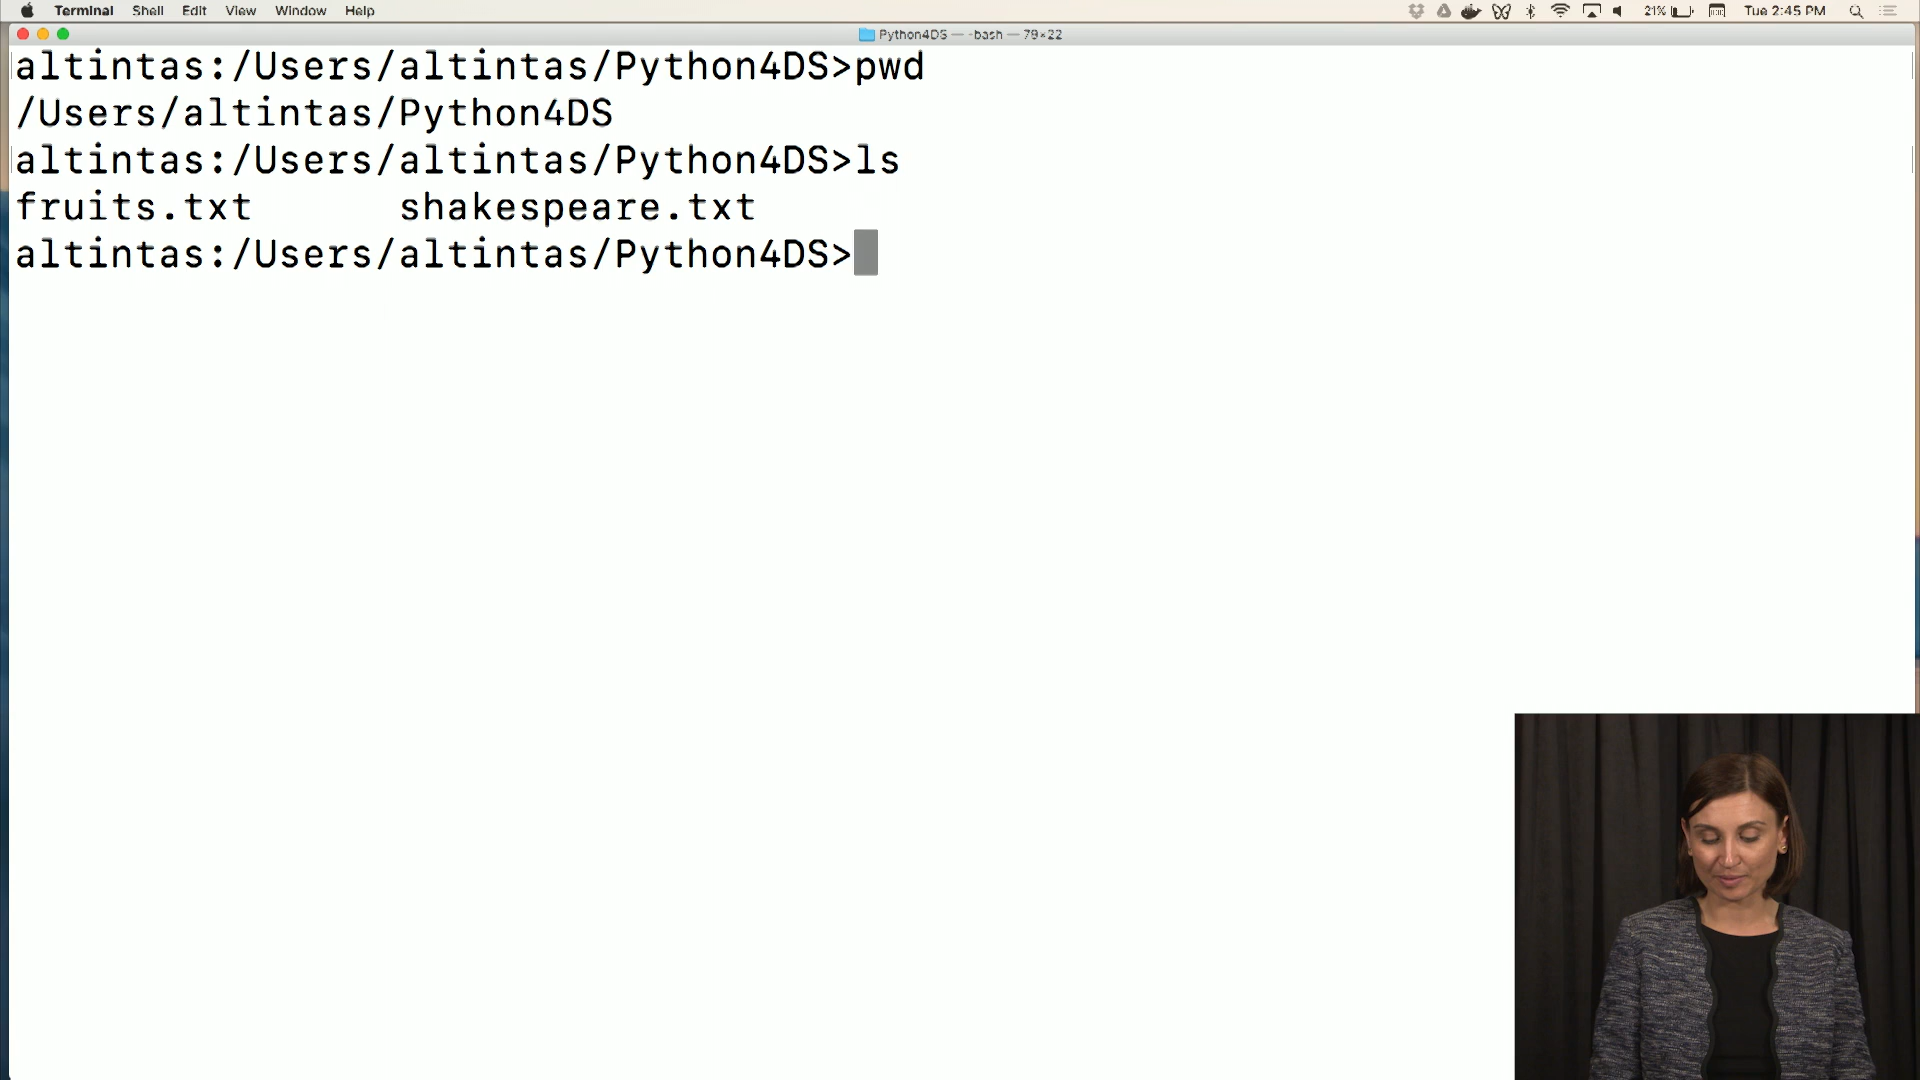 Terminal Shell Edit View Window Help 21% Tue 2:45 PM
Python4DS — -bash — 79×22
altintas:/Users/altintas/Python4DS>pwd
/Users/altintas/Python4DS
altintas:/Users/altintas/Python4DS>ls
fruits.txt shakespeare.txt
altintas:/Users/altintas/Python4DS>